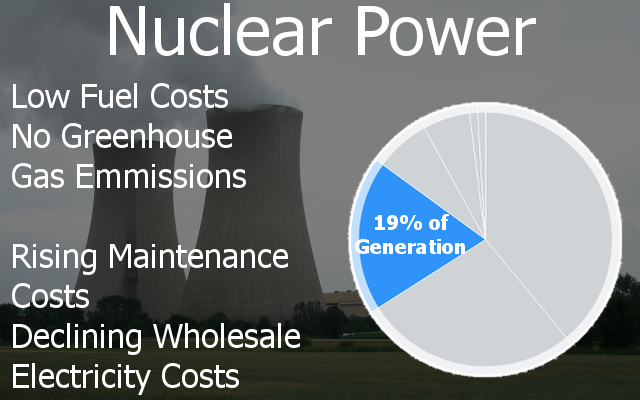 Nuclear Power
Low Fuel Costs
No Greenhouse
Gas Emmissions
Rising Maintenance
Costs
Declining Wholesale
Electricity Costs
19% of
Generation